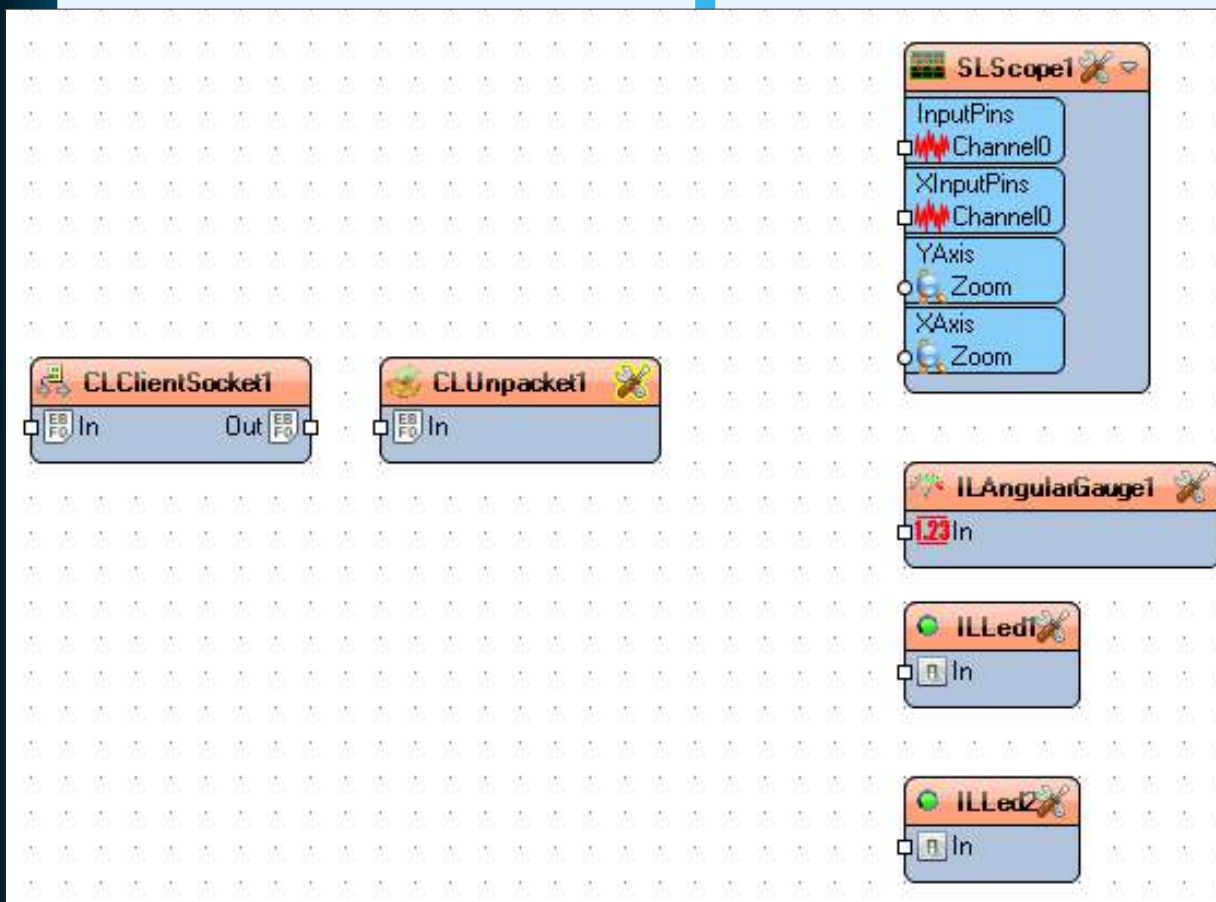 SLScope1
InputPins
Channel0
XInputPins
Channel0
YAxis
Zoom
XAxis
Zoom
CLClientSocket1
In Out
CLUnpacket1
In
ILAngularGauge1
1.23 In
ILLed1
In
ILLed2
In